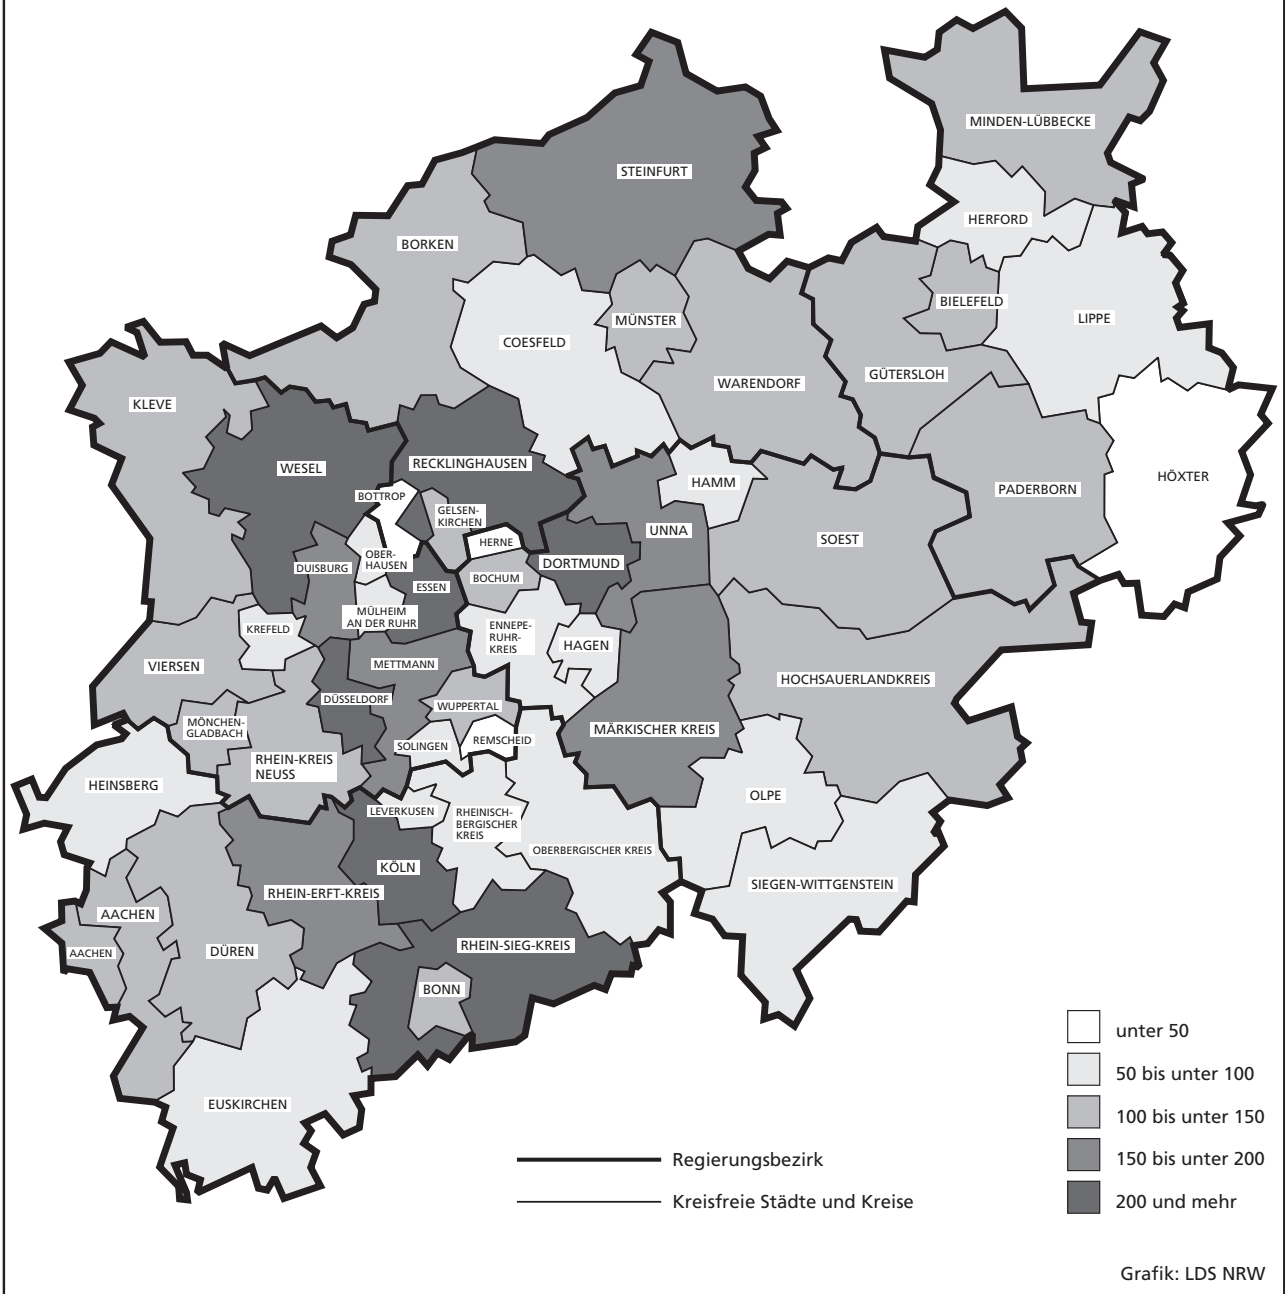 MINDEN-LÜBBECKE
STEINFURT
HERFORD
BORKEN
BIELEFELD
LIPPE
MÜNSTER
COESFELD
GÜTERSLOH
WARENDORF
KLEVE
RECKLINGHAUSEN
WESEL
HÖXTER
HAMM
PADERBORN
BOTTROP
GELSEN-
KIRCHEN
UNNA
SOEST
HERNE
OBER-
HAUSEN
DORTMUND
DUISBURG
BOCHUM
ESSEN
MÜLHEIM
AN DER RUHR
KREFELD
ENNEPE-
RUHR-
KREIS
HAGEN
VIERSEN
METTMANN
HOCHSAUERLANDKREIS
DÜSSELDORF
WUPPERTAL
MÖNCHEN-
GLADBACH
MÄRKISCHER KREIS
SOLINGEN
REMSCHEID
RHEIN-KREIS
NEUSS
HEINSBERG
OLPE
LEVERKUSEN
RHEINISCH-
BERGISCHER
KREIS
OBERBERGISCHER KREIS
KÖLN
SIEGEN-WITTGENSTEIN
RHEIN-ERFT-KREIS
AACHEN
RHEIN-SIEG-KREIS
DÜREN
AACHEN
BONN
EUSKIRCHEN
unter 50
50 bis unter 100
100 bis unter 150
150 bis unter 200
200 und mehr
Regierungsbezirk
Kreisfreie Städte und Kreise
Grafik: LDS NRW